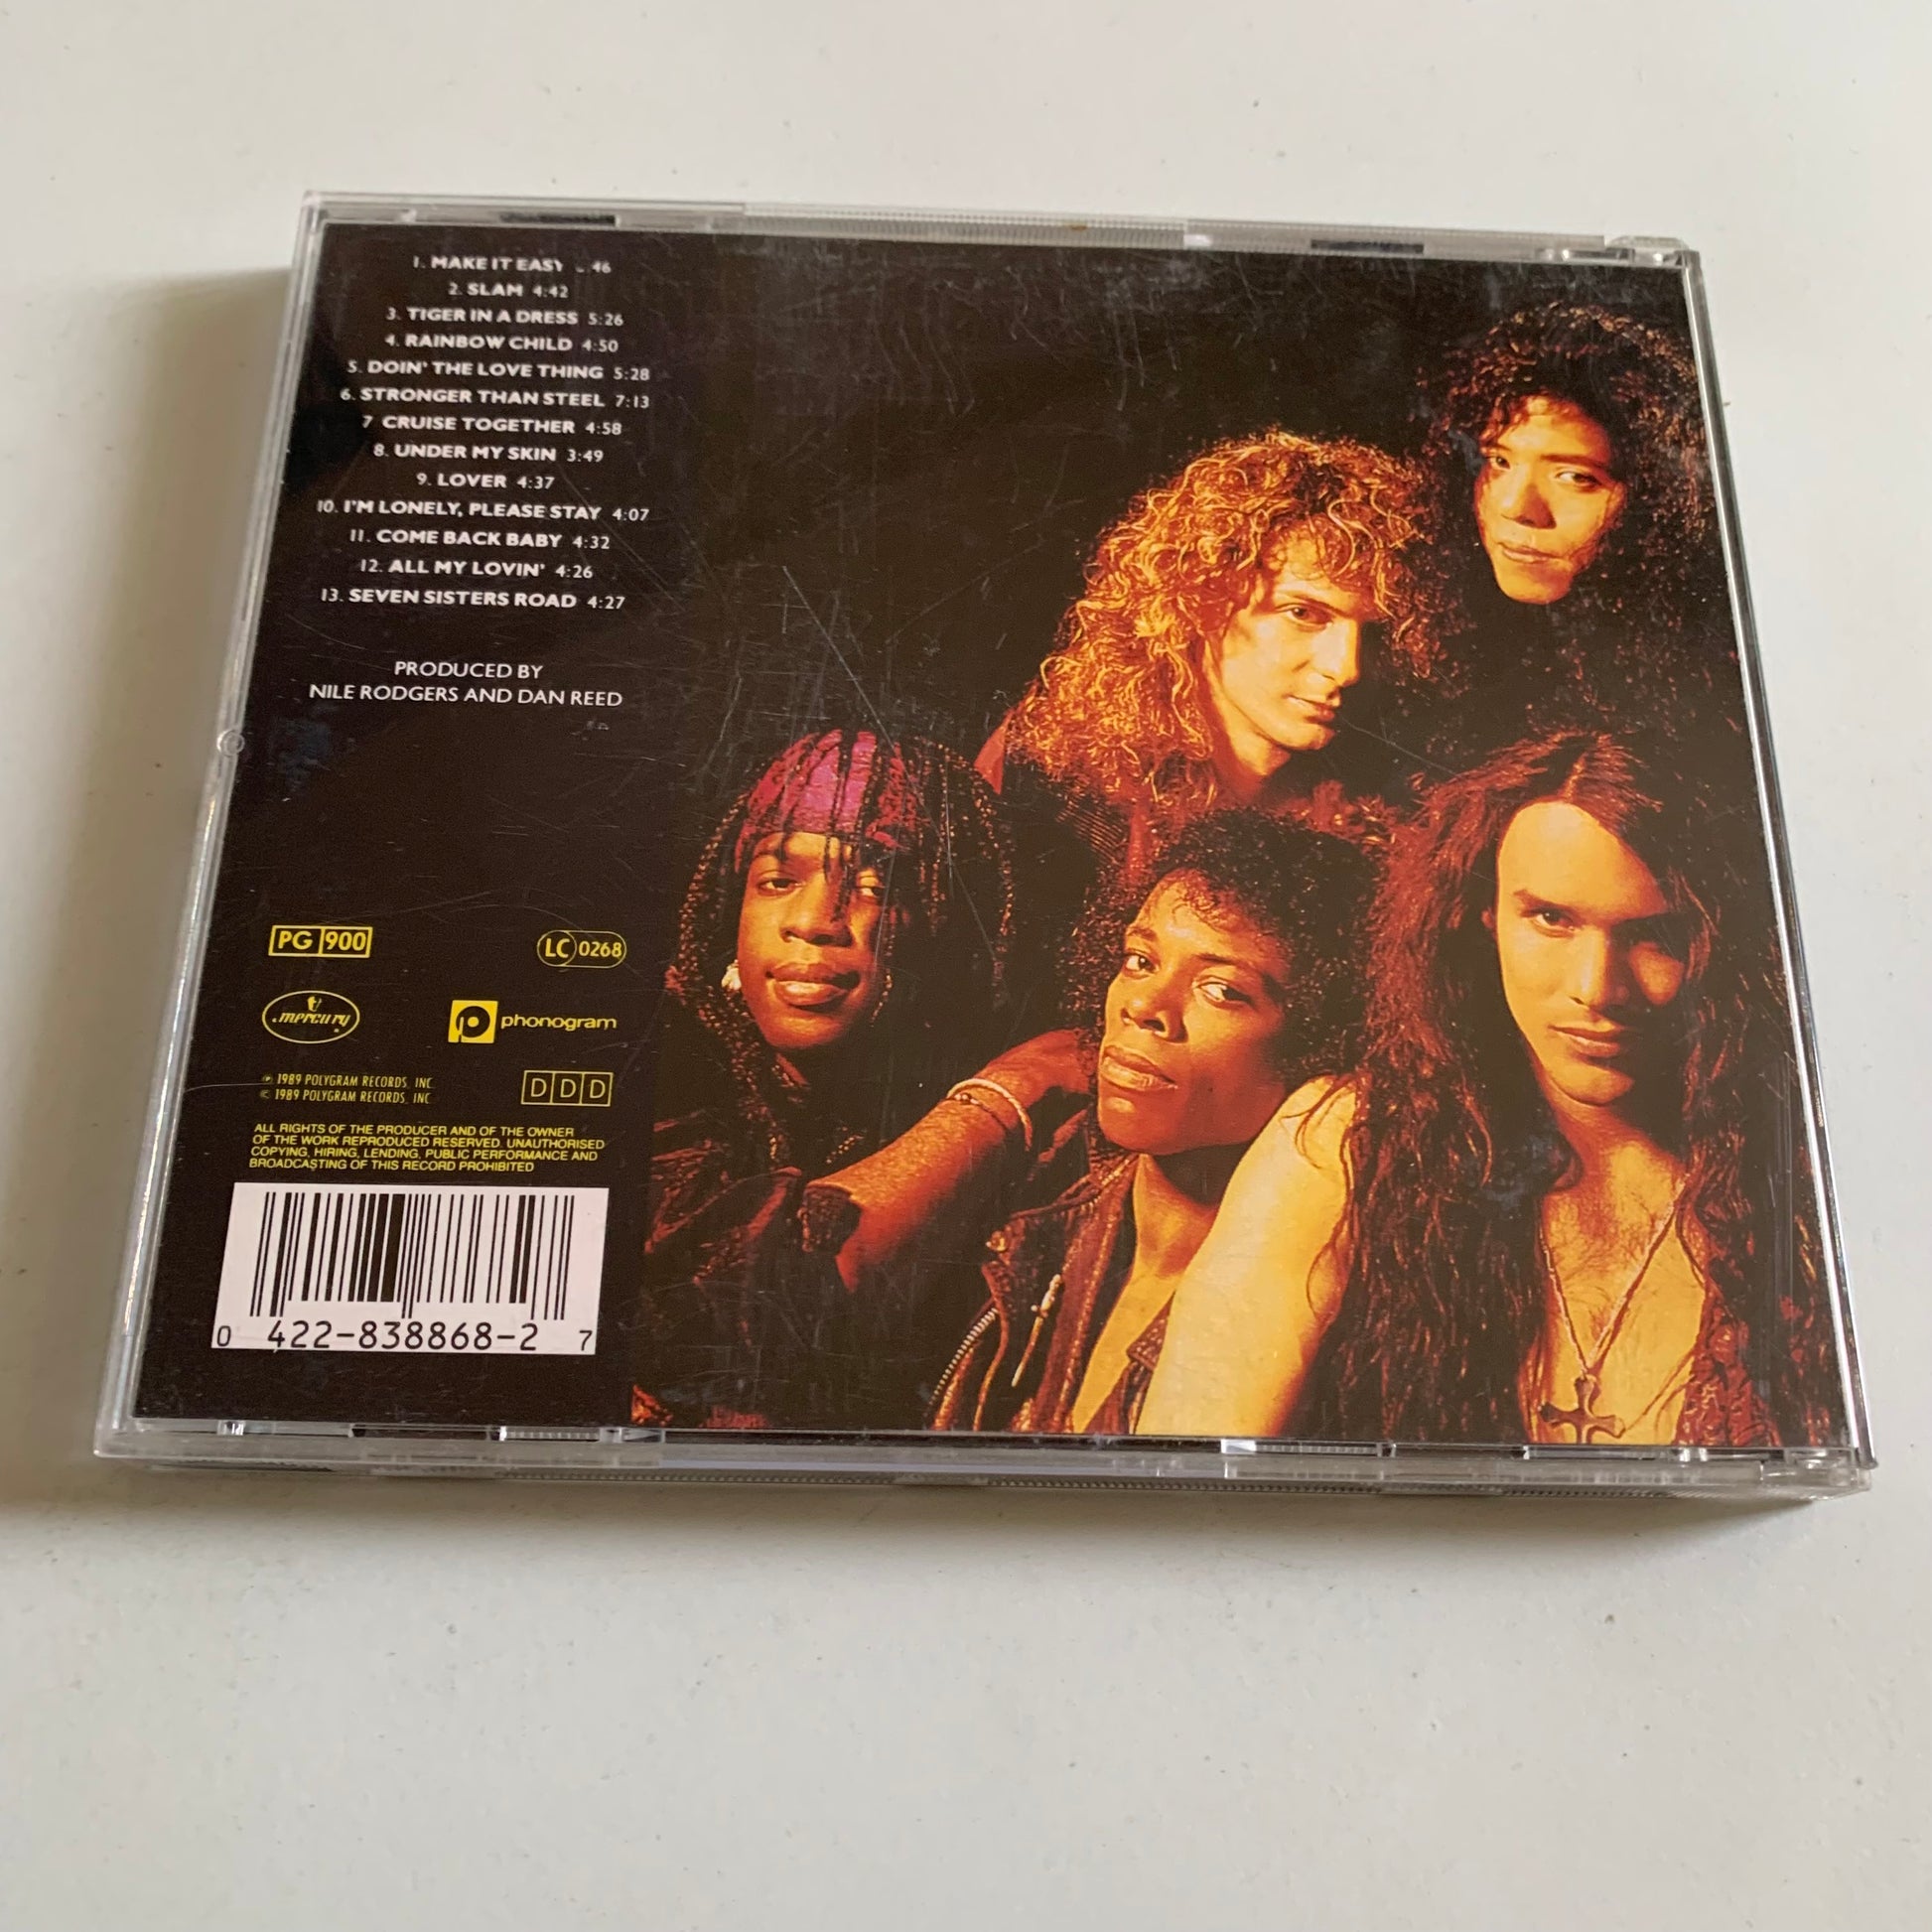 1. MAKE IT EASY 46
2. SLAM 4:42
3. TIGER IN A DRESS 5:26
4. RAINBOW CHILD 4:50
5. DOIN' THE LOVE THING 5:28
6. STRONGER THAN STEEL 7:13
7 CRUISE TOGETHER 4:58
8. UNDER MY SKIN 3:49
9. LOVER 4:37
10. I'M LONELY, PLEASE STAY 4:07
11. COME BACK BABY 4:32
12. ALL MY LOVIN' 4:26
13. SEVEN SISTERS ROAD 4:27
PRODUCED BY
NILE RODGERS AND DAN REED
PG 900
LC 0268
mercury
phonogram
℗ 1989 POLYGRAM RECORDS, INC
© 1989 POLYGRAM RECORDS, INC
DDD
ALL RIGHTS OF THE PRODUCER AND OF THE OWNER
OF THE WORK REPRODUCED RESERVED. UNAUTHORISED
COPYING, HIRING, LENDING, PUBLIC PERFORMANCE AND
BROADCASTING OF THIS RECORD PROHIBITED
0 422-838868-2 7